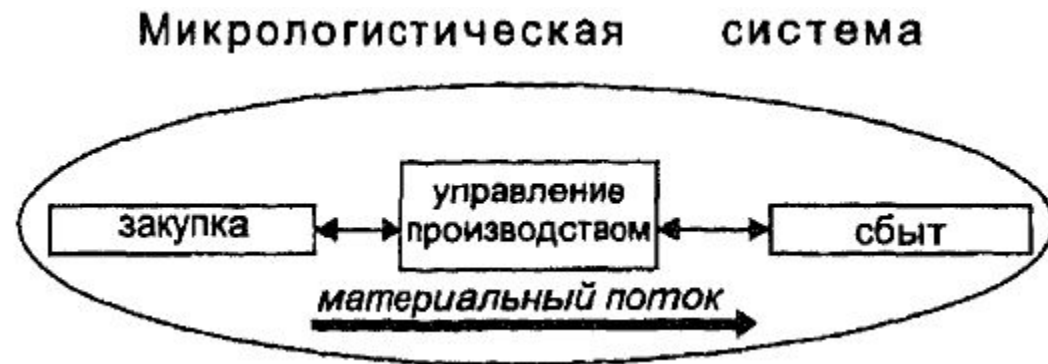 Микрологистическая система
управление
производством
закупка
сбыт
материальный поток